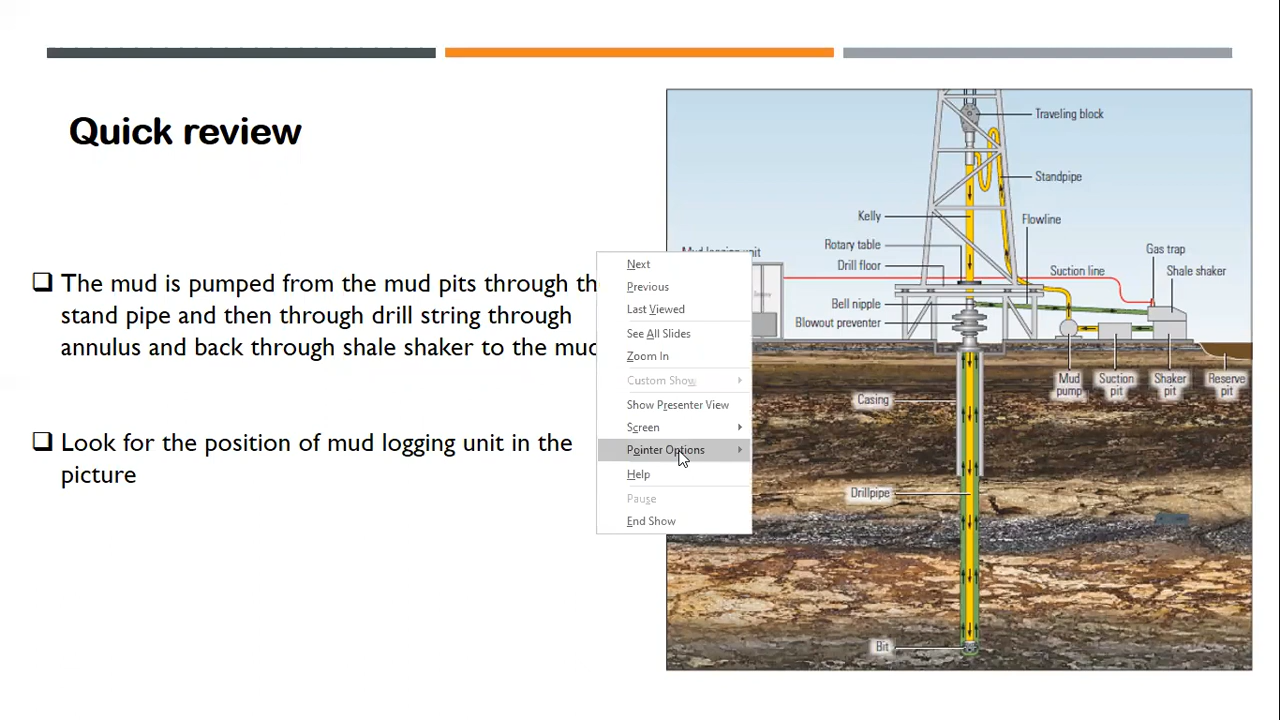 Quick review
The mud is pumped from the mud pits through th
stand pipe and then through drill string through
annulus and back through shale shaker to the mud
Look for the position of mud logging unit in the
picture
Next
Previous
Last Viewed
See All Slides
Zoom In
Custom Show
Show Presenter View
Screen
Pointer Options
Help
Pause
End Show
Traveling block
Standpipe
Kelly
Flowline
Rotary table
Gas trap
Mud logging unit
Drill floor
Suction line
Shale shaker
Bell nipple
Blowout preventer
Mud
pump
Suction
pit
Shaker
pit
Reserve
pit
Casing
Drillpipe
Bit